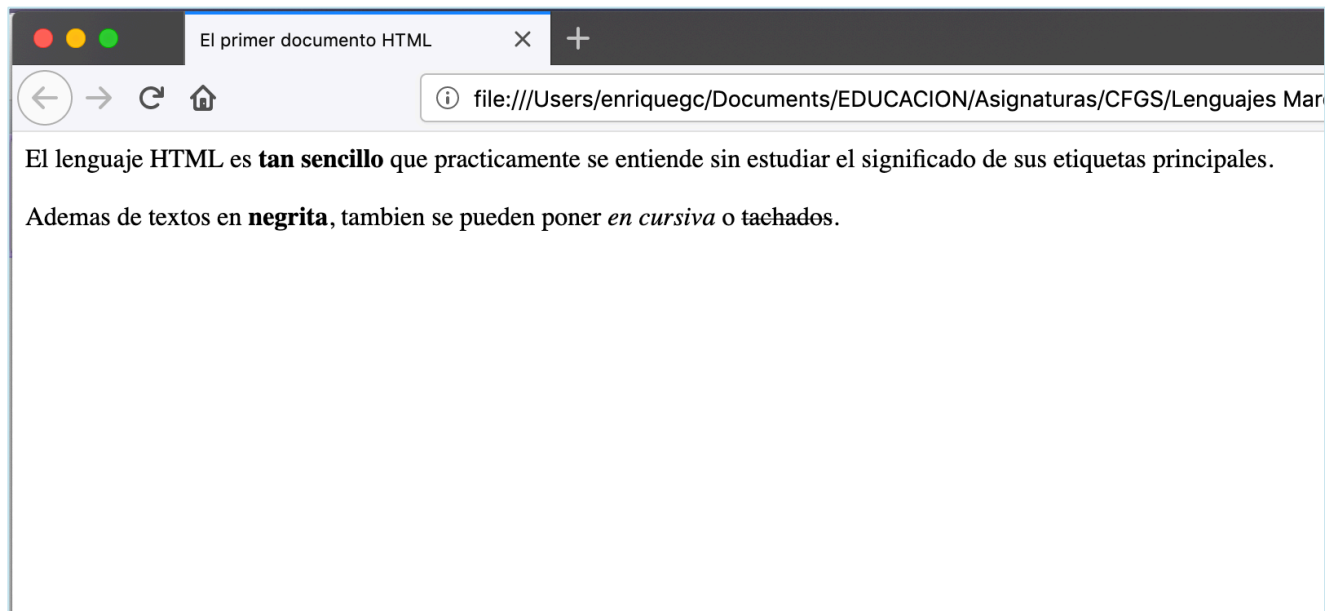 El primer documento HTML
file:///Users/enriquegc/Documents/EDUCACION/Asignaturas/CFGS/Lenguajes Mar
El lenguaje HTML es tan sencillo que practicamente se entiende sin estudiar el significado de sus etiquetas principales.
Ademas de textos en negrita, tambien se pueden poner en cursiva o tachados.